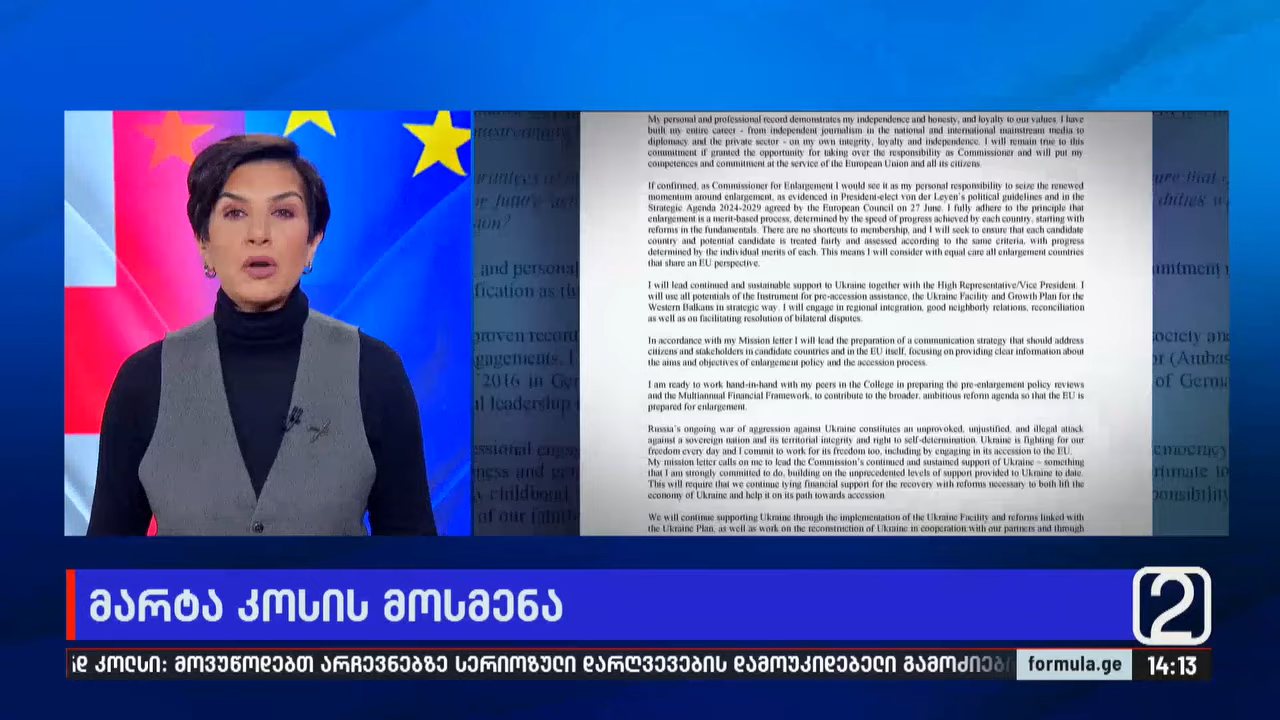 My personal and professional record demonstrates my independence and honesty, and loyalty to our values. I have
built my entire career - from independent journalism in the national and international mainstream media to
diplomacy and the private sector - on my own integrity, loyalty and independence. I will remain true to this
commitment if granted the opportunity for taking over the responsibility as Commissioner and will put my
competences and commitment at the service of the European Union and all its citizens.
If confirmed, as Commissioner for Enlargement I would see it as my personal responsibility to seize the renewed
momentum around enlargement, as evidenced in President-elect von der Leyen's political guidelines and in the
Strategic Agenda 2024-2029 agreed by the European Council on 27 June. I fully adhere to the principle that
enlargement is a merit-based process, determined by the speed of progress achieved by each country, starting with
reforms in the fundamentals. There are no shortcuts to membership, and I will seek to ensure that each candidate
country and potential candidate is treated fairly and assessed according to the same criteria, with progress
determined by the individual merits of each. This means I will consider with equal care all enlargement countries
that share an EU perspective.
I will lead continued and sustainable support to Ukraine together with the High Representative/Vice President. I
will use all potentials of the Instrument for pre-accession assistance, the Ukraine Facility and Growth Plan for the
Western Balkans in strategic way. I will engage in regional integration, good neighborly relations, reconciliation
as well as on facilitating resolution of bilateral disputes.
In accordance with my Mission letter I will lead the preparation of a communication strategy that should address
citizens and stakeholders in candidate countries and in the EU itself, focusing on providing clear information about
the aims and objectives of enlargement policy and the accession process.
I am ready to work hand-in-hand with my peers in the College in preparing the pre-enlargement policy reviews
and the Multiannual Financial Framework, to contribute to the broader, ambitious reform agenda so that the EU is
prepared for enlargement.
Russia's ongoing war of aggression against Ukraine constitutes an unprovoked, unjustified, and illegal attack
against a sovereign nation and its territorial integrity and right to self-determination. Ukraine is fighting for our
freedom every day and I commit to work for its freedom too, including by engaging in its accession to the EU.
My mission letter calls on me to lead the Commission's continued and sustained support of Ukraine – something
that I am strongly committed to do, building on the unprecedented levels of support provided to Ukraine to date.
This will require that we continue tying financial support for the recovery with reforms necessary to both lift the
economy of Ukraine and help it on its path towards accession
We will continue supporting Ukraine through the implementation of the Ukraine Facility and reforms linked with
the Ukraine Plan, as well as work on the reconstruction of Ukraine in cooperation with our partners and through
მარტა კოსის მოსმენა
2
კოლსი: მოვუწოდებთ არჩევნებზე სერიოზული დარღვევების დამოუკიდებელი
formula.ge
14:13